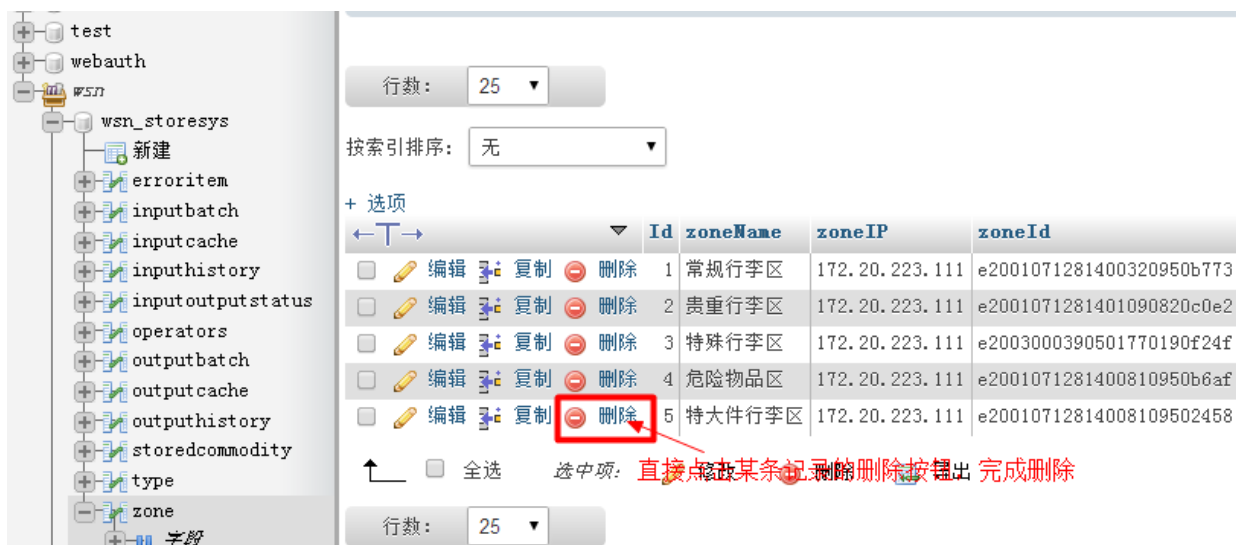 test
webauth
wsn
wsn_storesys
新建
erroritem
inputbatch
inputcache
inputhistory
inputoutputstatus
operators
outputbatch
outputcache
outputhistory
storedcommodity
type
zone
字段
行数： 25
按索引排序： 无
+ 选项
←T→ Id zoneName zoneIP zoneId
编辑 复制 删除 1 常规行李区 172.20.223.111 e2001071281400320950b773
编辑 复制 删除 2 贵重行李区 172.20.223.111 e2001071281401090820c0e2
编辑 复制 删除 3 特殊行李区 172.20.223.111 e2003000390501770190f24f
编辑 复制 删除 4 危险物品区 172.20.223.111 e2001071281400810950b6af
编辑 复制 删除 5 特大件行李区 172.20.223.111 e20010712814008109502458
全选 选中项： 修改 删除 导出
直接点击某条记录的删除按钮，完成删除
行数： 25